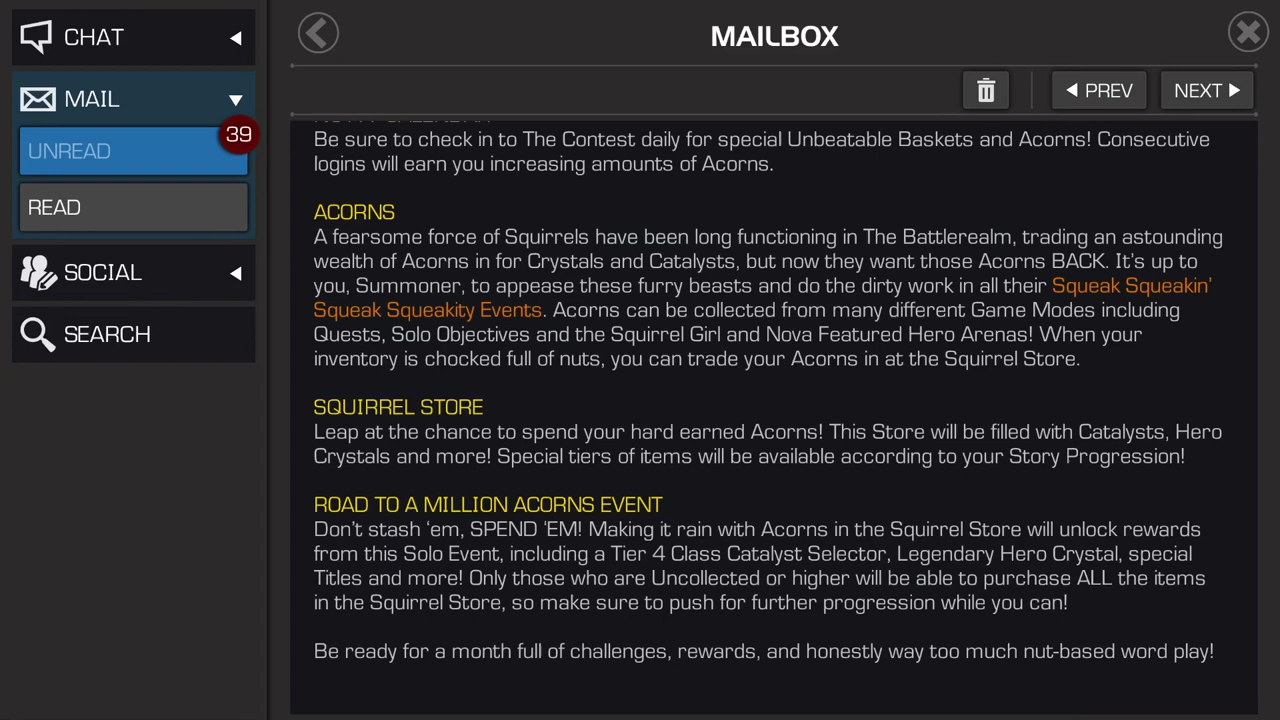 CHAT
MAILBOX
MAIL
PREV
NEXT
39
UNREAD
READ
SOCIAL
SEARCH
Be sure to check in to The Contest daily for special Unbeatable Baskets and Acorns! Consecutive
logins will earn you increasing amounts of Acorns.
ACORNS
A fearsome force of Squirrels have been long functioning in The Battlerealm, trading an astounding
wealth of Acorns in for Crystals and Catalysts, but now they want those Acorns BACK. It's up to
you, Summoner, to appease these furry beasts and do the dirty work in all their Squeak Squeakin'
Squeak Squeakity Events. Acorns can be collected from many different Game Modes including
Quests, Solo Objectives and the Squirrel Girl and Nova Featured Hero Arenas! When your
inventory is chocked full of nuts, you can trade your Acorns in at the Squirrel Store.
SQUIRREL STORE
Leap at the chance to spend your hard earned Acorns! This Store will be filled with Catalysts, Hero
Crystals and more! Special tiers of items will be available according to your Story Progression!
ROAD TO A MILLION ACORNS EVENT
Don't stash 'em, SPEND 'EM! Making it rain with Acorns in the Squirrel Store will unlock rewards
from this Solo Event, including a Tier 4 Class Catalyst Selector, Legendary Hero Crystal, special
Titles and more! Only those who are Uncollected or higher will be able to purchase ALL the items
in the Squirrel Store, so make sure to push for further progression while you can!
Be ready for a month full of challenges, rewards, and honestly way too much nut-based word play!